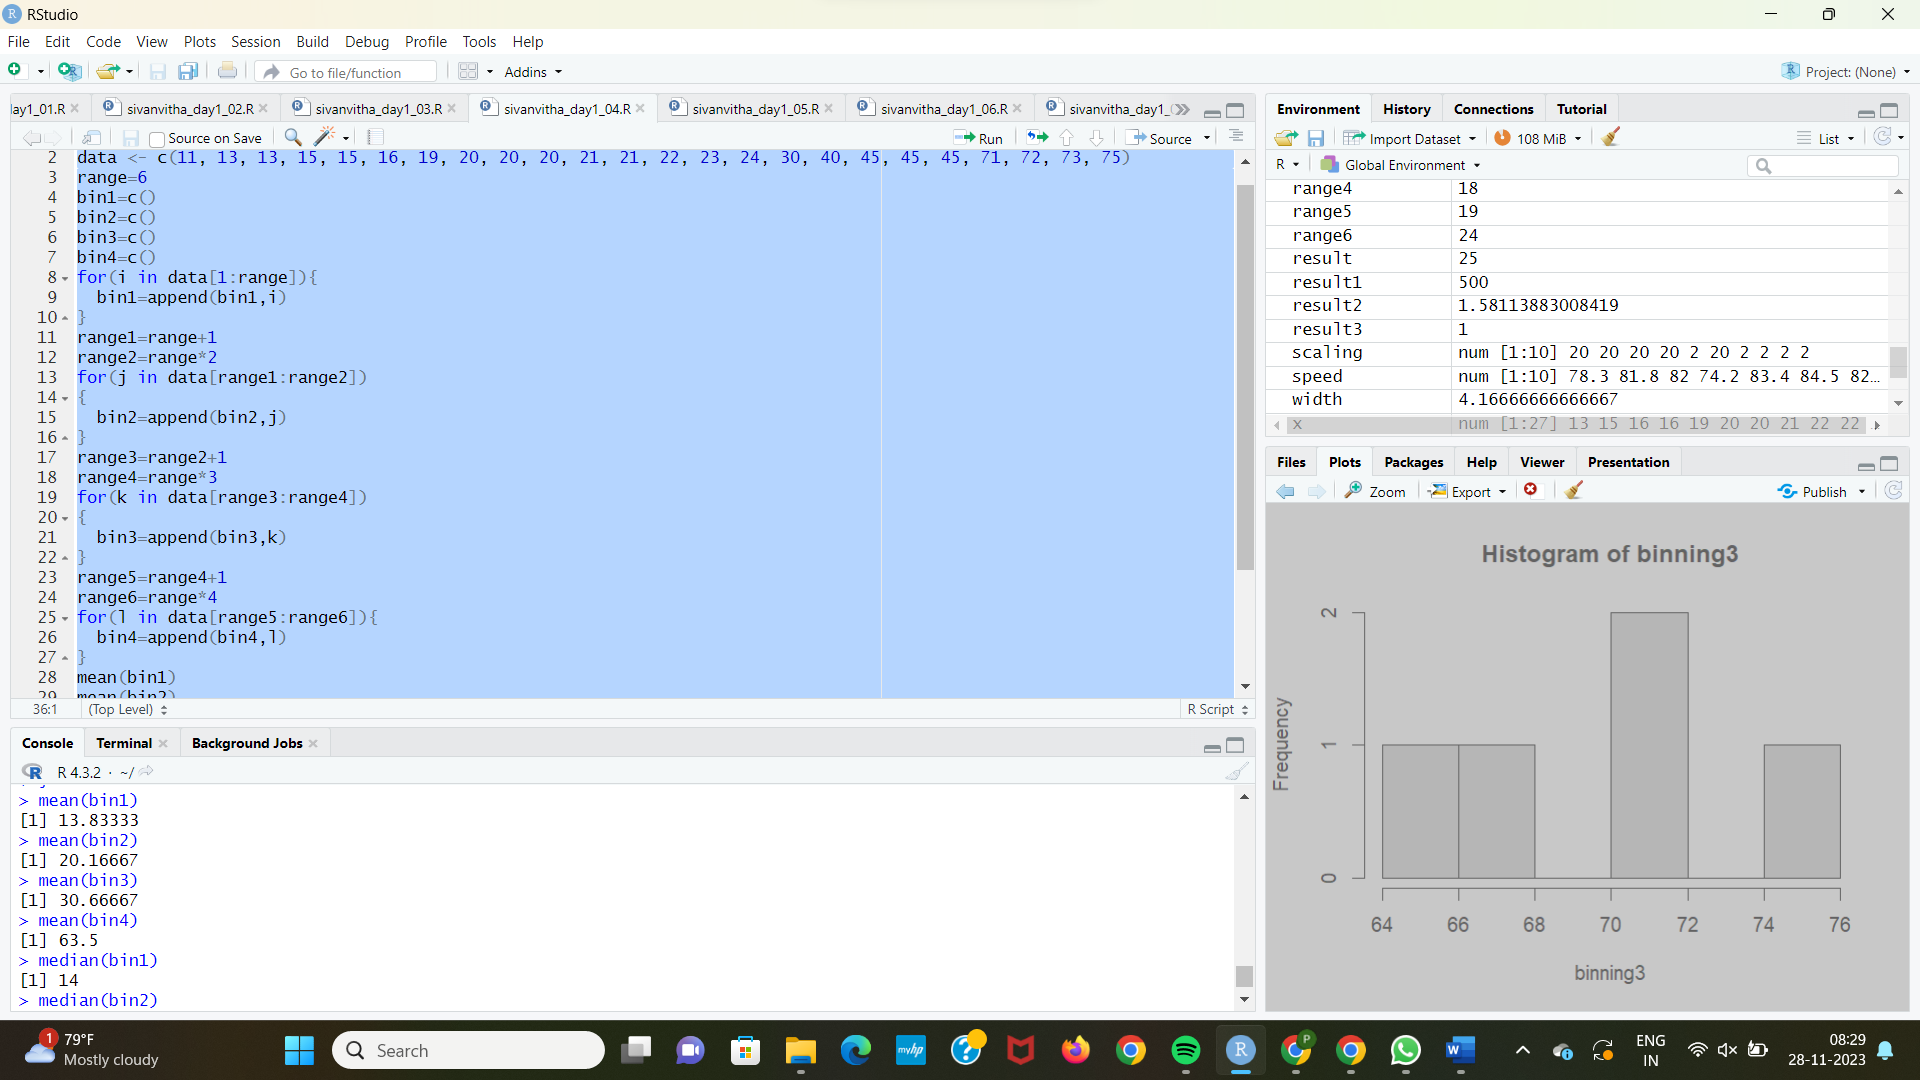 RStudio
File Edit Code View Plots Session Build Debug Profile Tools Help
Go to file/function Addins Project: (None)
lay1_01.R sivanvitha_day1_02.R sivanvitha_day1_03.R sivanvitha_day1_04.R sivanvitha_day1_05.R sivanvitha_day1_06.R sivanvitha_day1_
Source on Save Run Source
2 data <- c(11, 13, 13, 15, 15, 16, 19, 20, 20, 20, 21, 21, 22, 23, 24, 30, 40, 45, 45, 45, 71, 72, 73, 75)
3 range=6
4 bin1=c()
5 bin2=c()
6 bin3=c()
7 bin4=c()
8 for(i in data[1:range]){
9 bin1=append(bin1,i)
10 }
11 range1=range+1
12 range2=range*2
13 for(j in data[range1:range2])
14 {
15 bin2=append(bin2,j)
16 }
17 range3=range2+1
18 range4=range*3
19 for(k in data[range3:range4])
20 {
21 bin3=append(bin3,k)
22 }
23 range5=range4+1
24 range6=range*4
25 for(l in data[range5:range6]){
26 bin4=append(bin4,l)
27 }
28 mean(bin1)
29 mean(bin2)
36:1 (Top Level) R Script
Console Terminal Background Jobs
R 4.3.2 · ~/
> mean(bin1)
[1] 13.83333
> mean(bin2)
[1] 20.16667
> mean(bin3)
[1] 30.66667
> mean(bin4)
[1] 63.5
> median(bin1)
[1] 14
> median(bin2)
Environment History Connections Tutorial
Import Dataset 108 MiB List
R Global Environment
range4 18
range5 19
range6 24
result 25
result1 500
result2 1.58113883008419
result3 1
scaling num [1:10] 20 20 20 20 2 20 2 2 2 2
speed num [1:10] 78.3 81.8 82 74.2 83.4 84.5 82…
width 4.16666666666667
x num [1:27] 13 15 16 16 19 20 20 21 22 22
Files Plots Packages Help Viewer Presentation
Zoom Export Publish
Histogram of binning3
Frequency
2
1
0
64 66 68 70 72 74 76
binning3
1 79°F
Mostly cloudy
Search
myhp
P
R
W
ENG
IN
08:29
28-11-2023